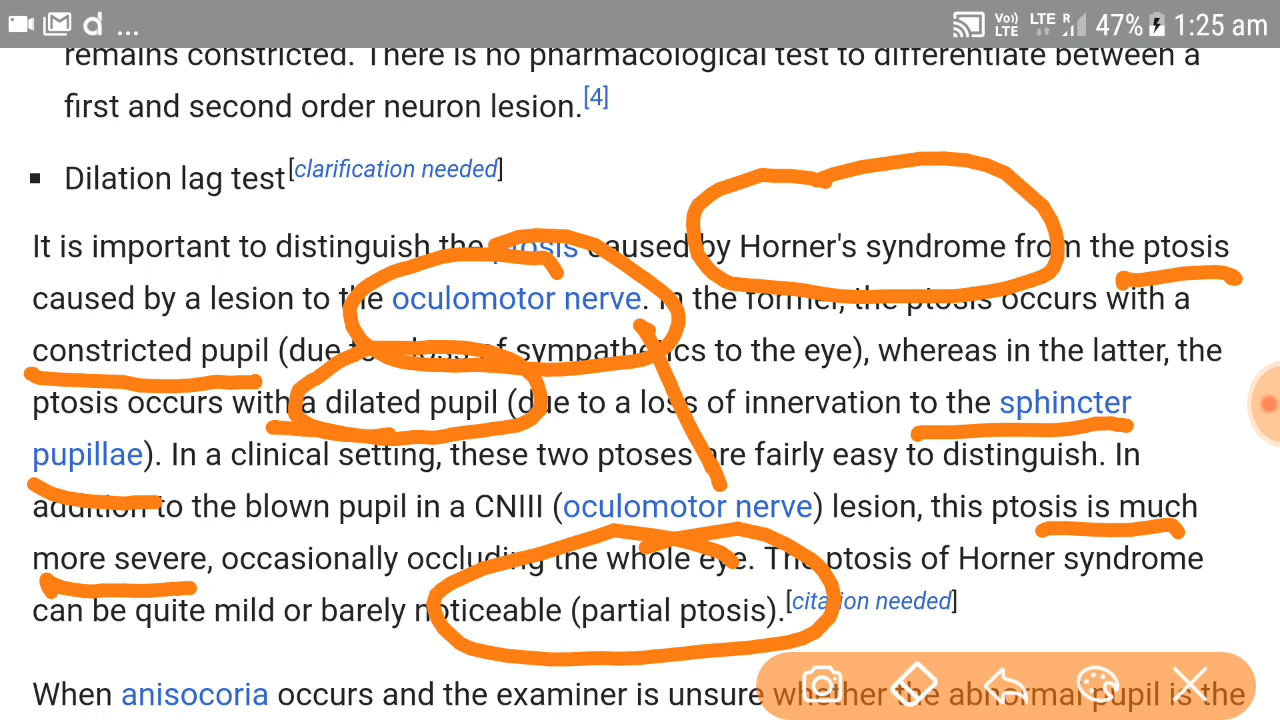 d ...
Vo)) LTE LTE R 47% 1:25 am
remains constricted. There is no pharmacological test to differentiate between a
first and second order neuron lesion.[4]
▪ Dilation lag test[clarification needed]
It is important to distinguish the ptosis caused by Horner's syndrome from the ptosis
caused by a lesion to the oculomotor nerve. In the former, the ptosis occurs with a
constricted pupil (due to a loss of sympathetics to the eye), whereas in the latter, the
ptosis occurs with a dilated pupil (due to a loss of innervation to the sphincter
pupillae). In a clinical setting, these two ptoses are fairly easy to distinguish. In
addition to the blown pupil in a CNIII (oculomotor nerve) lesion, this ptosis is much
more severe, occasionally occluding the whole eye. The ptosis of Horner syndrome
can be quite mild or barely noticeable (partial ptosis).[citation needed]
When anisocoria occurs and the examiner is unsure whether the abnormal pupil is the